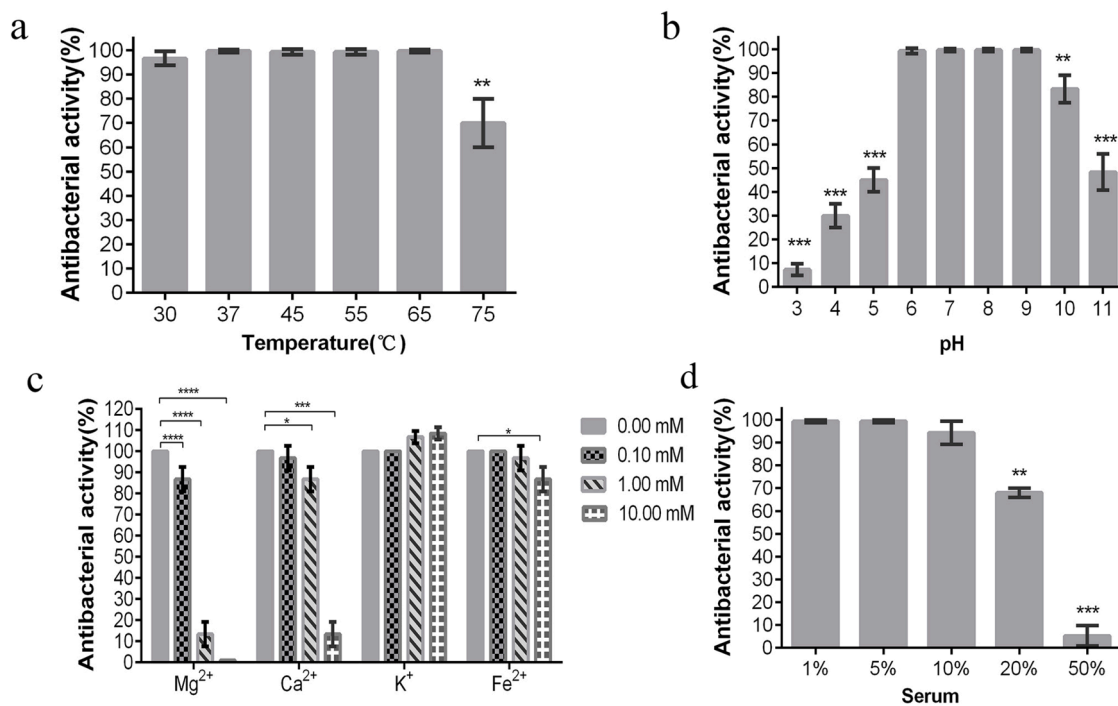 a
Antibacterial activity(%)
100
90
80
70
60
50
40
30
20
10
0
**
30 37 45 55 65 75
Temperature(℃)
b
Antibacterial activity(%)
100
90
80
70
60
50
40
30
20
10
0
*** *** *** ** ***
3 4 5 6 7 8 9 10 11
pH
c
Antibacterial activity(%)
120
110
100
90
80
70
60
50
40
30
20
10
0
****
****
****
***
*
*
Mg²⁺ Ca²⁺ K⁺ Fe²⁺
0.00 mM
0.10 mM
1.00 mM
10.00 mM
d
Antibacterial activity(%)
100
90
80
70
60
50
40
30
20
10
0
** ***
1% 5% 10% 20% 50%
Serum